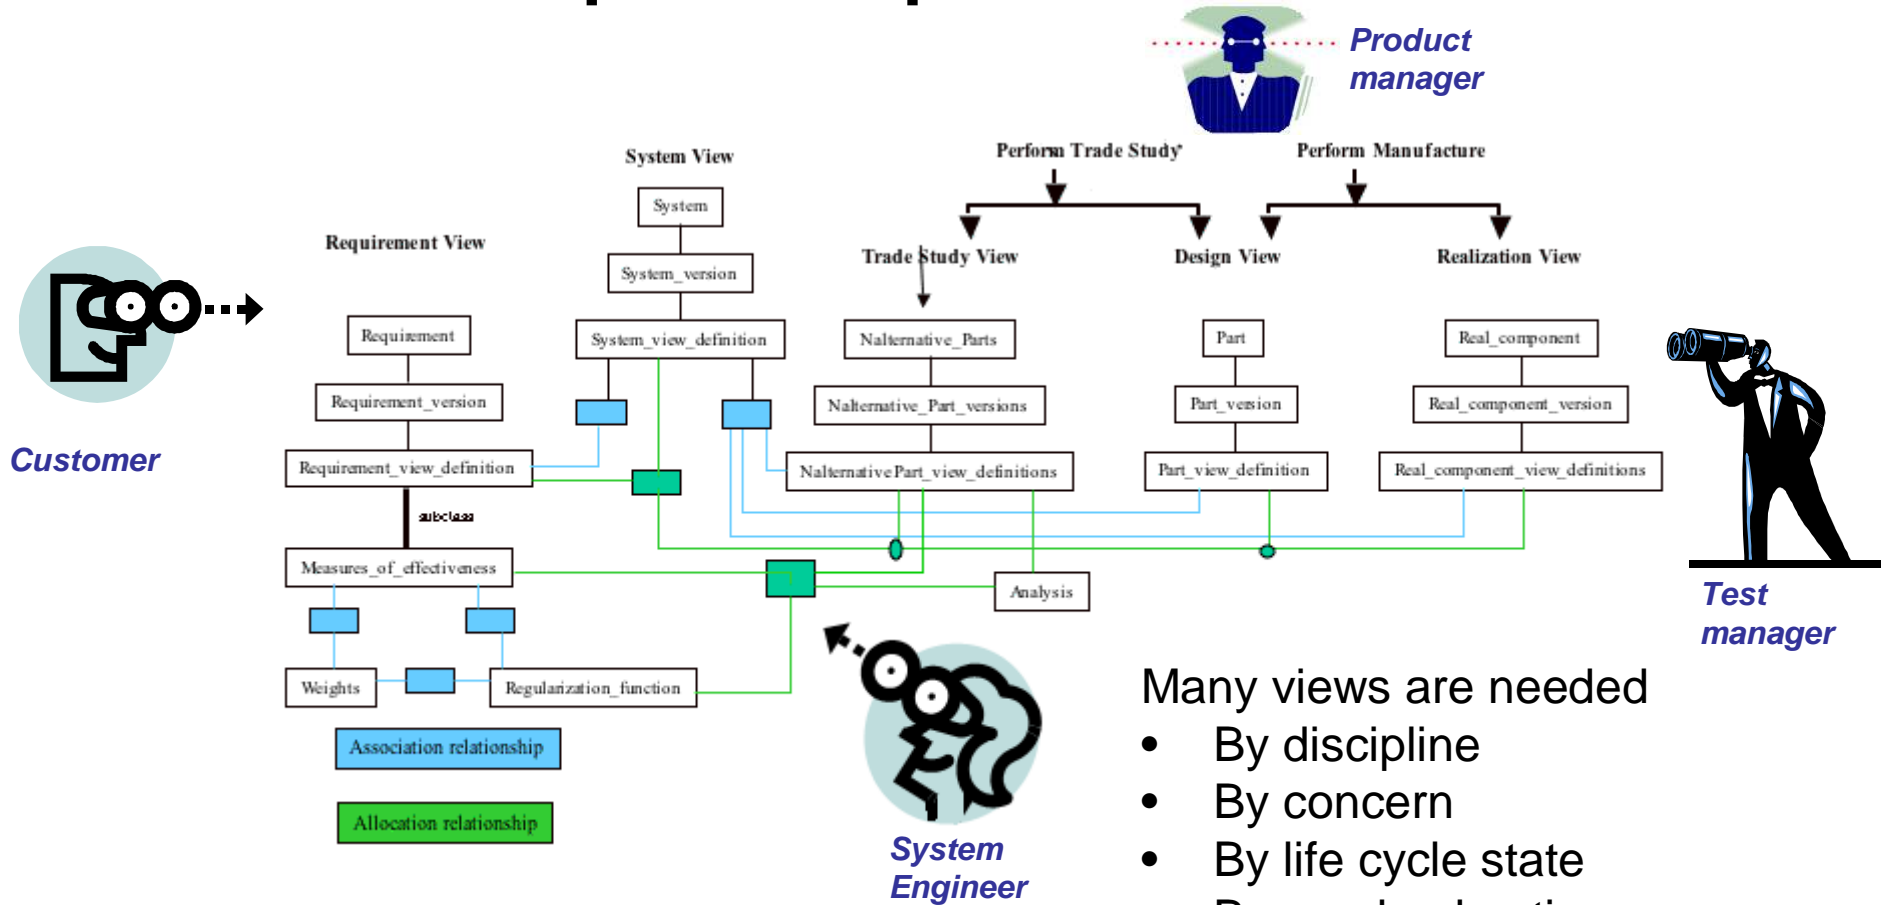 Product
manager
Perform Trade Study
Perform Manufacture
System View
System
Requirement View
Trade Study View
Design View
Realization View
System_version
Requirement
System_view_definition
Nalternative_Parts
Part
Real_component
Requirement_version
Nalternative_Part_versions
Part_version
Real_component_version
Customer
Requirement_view_definition
Nalternative Part_view_definitions
Part_view_definition
Real_component_view_definitions
subclass
Measures_of_effectiveness
Analysis
Test
manager
Weights
Regularization_function
Many views are needed
• By discipline
• By concern
• By life cycle state
Association relationship
Allocation relationship
System
Engineer